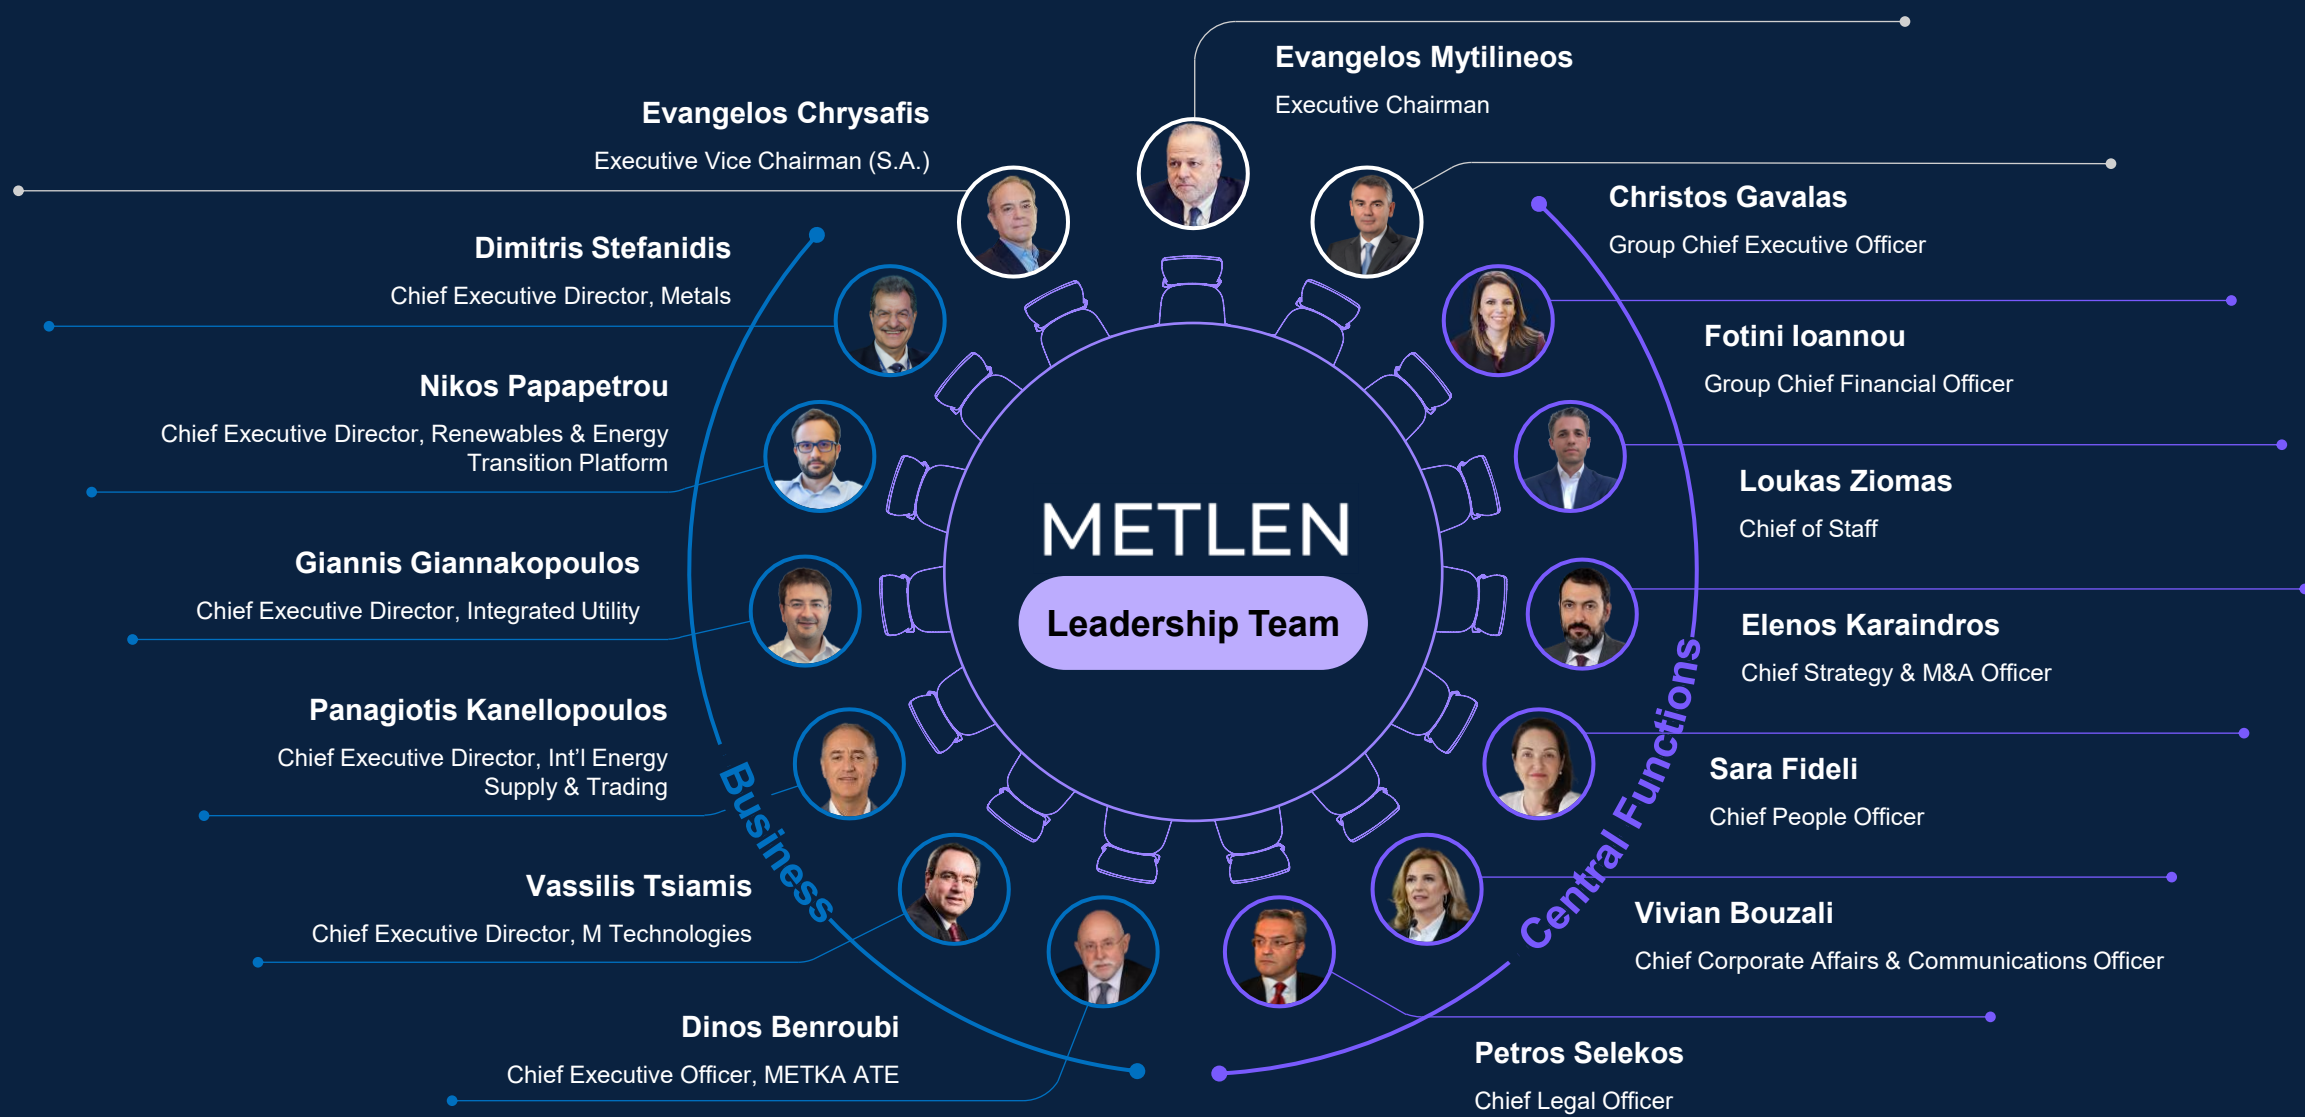 Evangelos Mytilineos
Executive Chairman
Evangelos Chrysafis
Executive Vice Chairman (S.A.)
Christos Gavalas
Group Chief Executive Officer
Dimitris Stefanidis
Chief Executive Director, Metals
Fotini Ioannou
Group Chief Financial Officer
Nikos Papapetrou
Chief Executive Director, Renewables & Energy
Transition Platform
Loukas Ziomas
Chief of Staff
METLEN
Leadership Team
Giannis Giannakopoulos
Chief Executive Director, Integrated Utility
Elenos Karaindros
Chief Strategy & M&A Officer
Panagiotis Kanellopoulos
Chief Executive Director, Int’l Energy
Supply & Trading
Sara Fideli
Chief People Officer
Business
Central Functions
Vassilis Tsiamis
Chief Executive Director, M Technologies
Vivian Bouzali
Chief Corporate Affairs & Communications Officer
Dinos Benroubi
Chief Executive Officer, METKA ATE
Petros Selekos
Chief Legal Officer